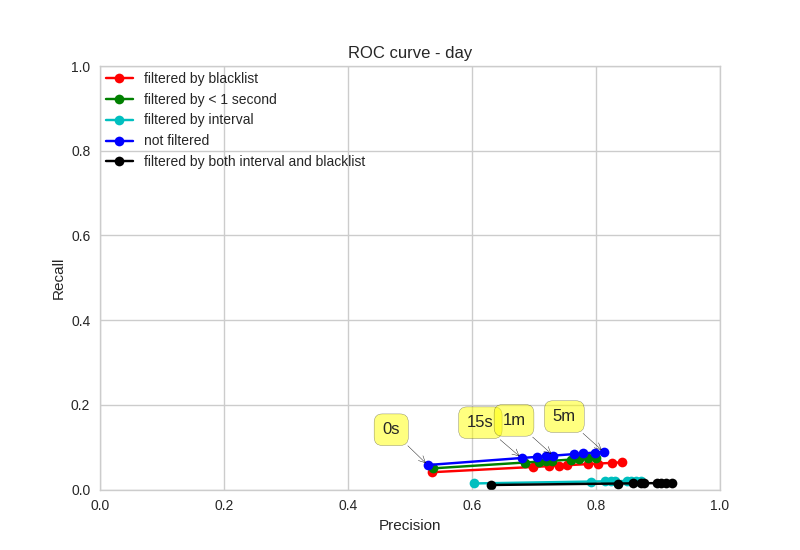 ROC curve - day
filtered by blacklist
filtered by < 1 second
filtered by interval
not filtered
filtered by both interval and blacklist
1.0
0.8
0.6
0.4
0.2
0.0
Recall
0s
15s
1m
5m
0.0
0.2
0.4
0.6
0.8
1.0
Precision